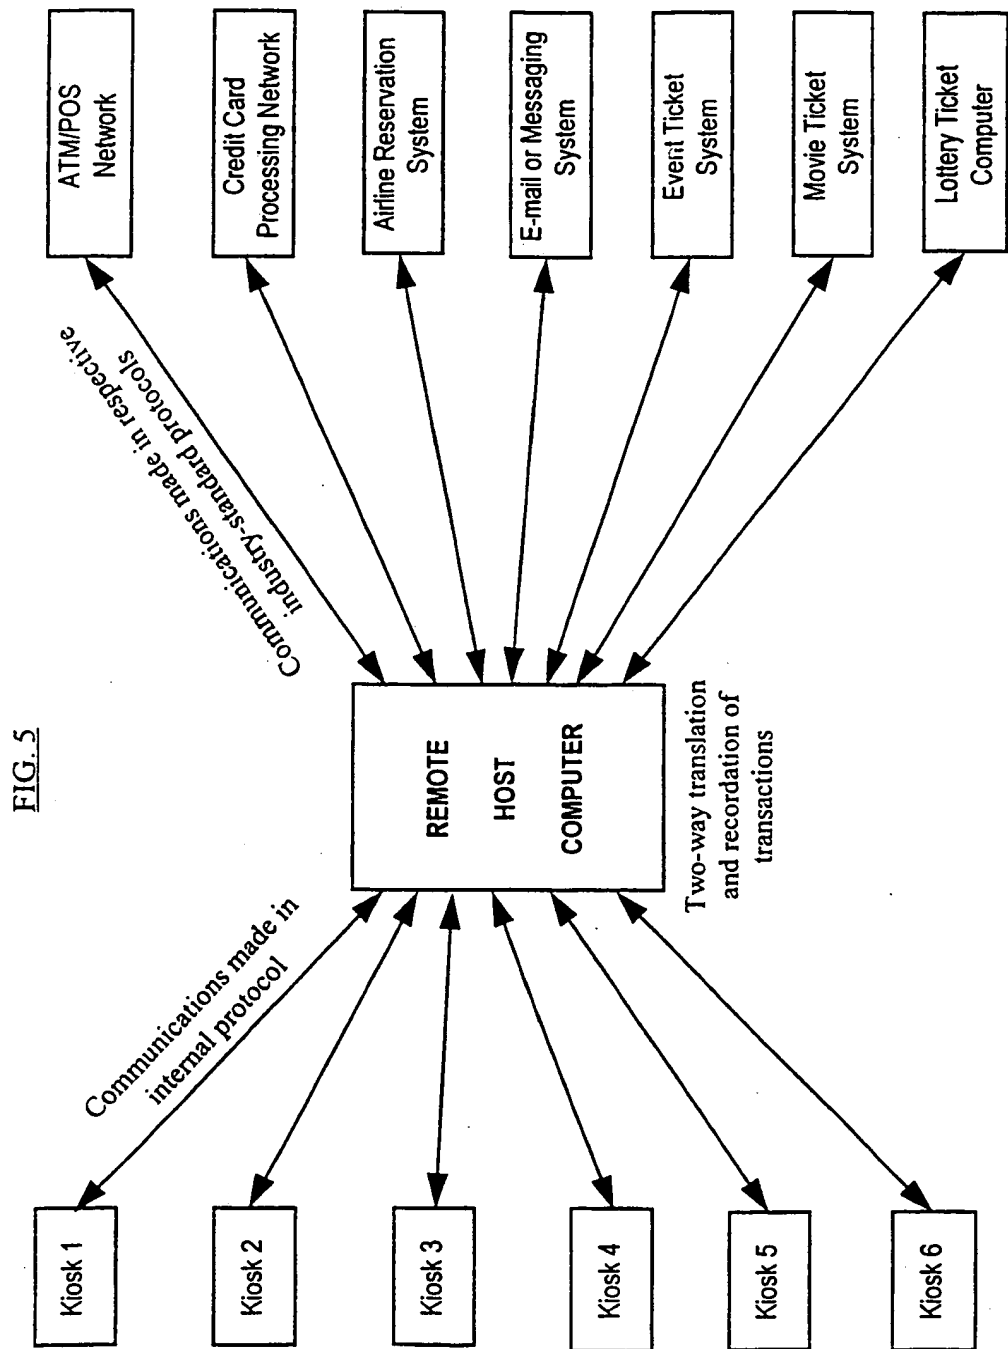 FIG. 5
Communications made in
internal protocol
Communications made in respective
industry-standard protocols
Kiosk 1
Kiosk 2
Kiosk 3
Kiosk 4
Kiosk 5
Kiosk 6
REMOTE
HOST
COMPUTER
Two-way translation
and recordation of
transactions
ATM/POS
Network
Credit Card
Processing Network
Airline Reservation
System
E-mail or Messaging
System
Event Ticket
System
Movie Ticket
System
Lottery Ticket
Computer